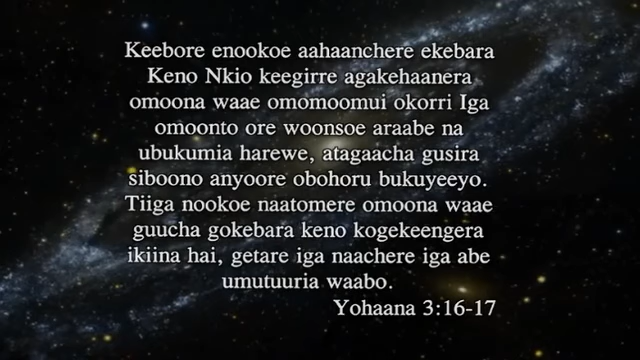 Keebore enookoe aahaanchere ekebara
Keno Nkio keegirre agakehaanera
omoona waae omomoomui okorri Iga
omoonto ore woonsoe araabe na
ubukumia harewe, atagaacha gusira
siboono anyoore obohoru bukuyeeyo.
Tiiga nookoe naatomere omoona waae
guucha gokebara keno kogekeengera
ikiina hai, getare iga naachere iga abe
umutuuria waabo.
Yohaana 3:16-17